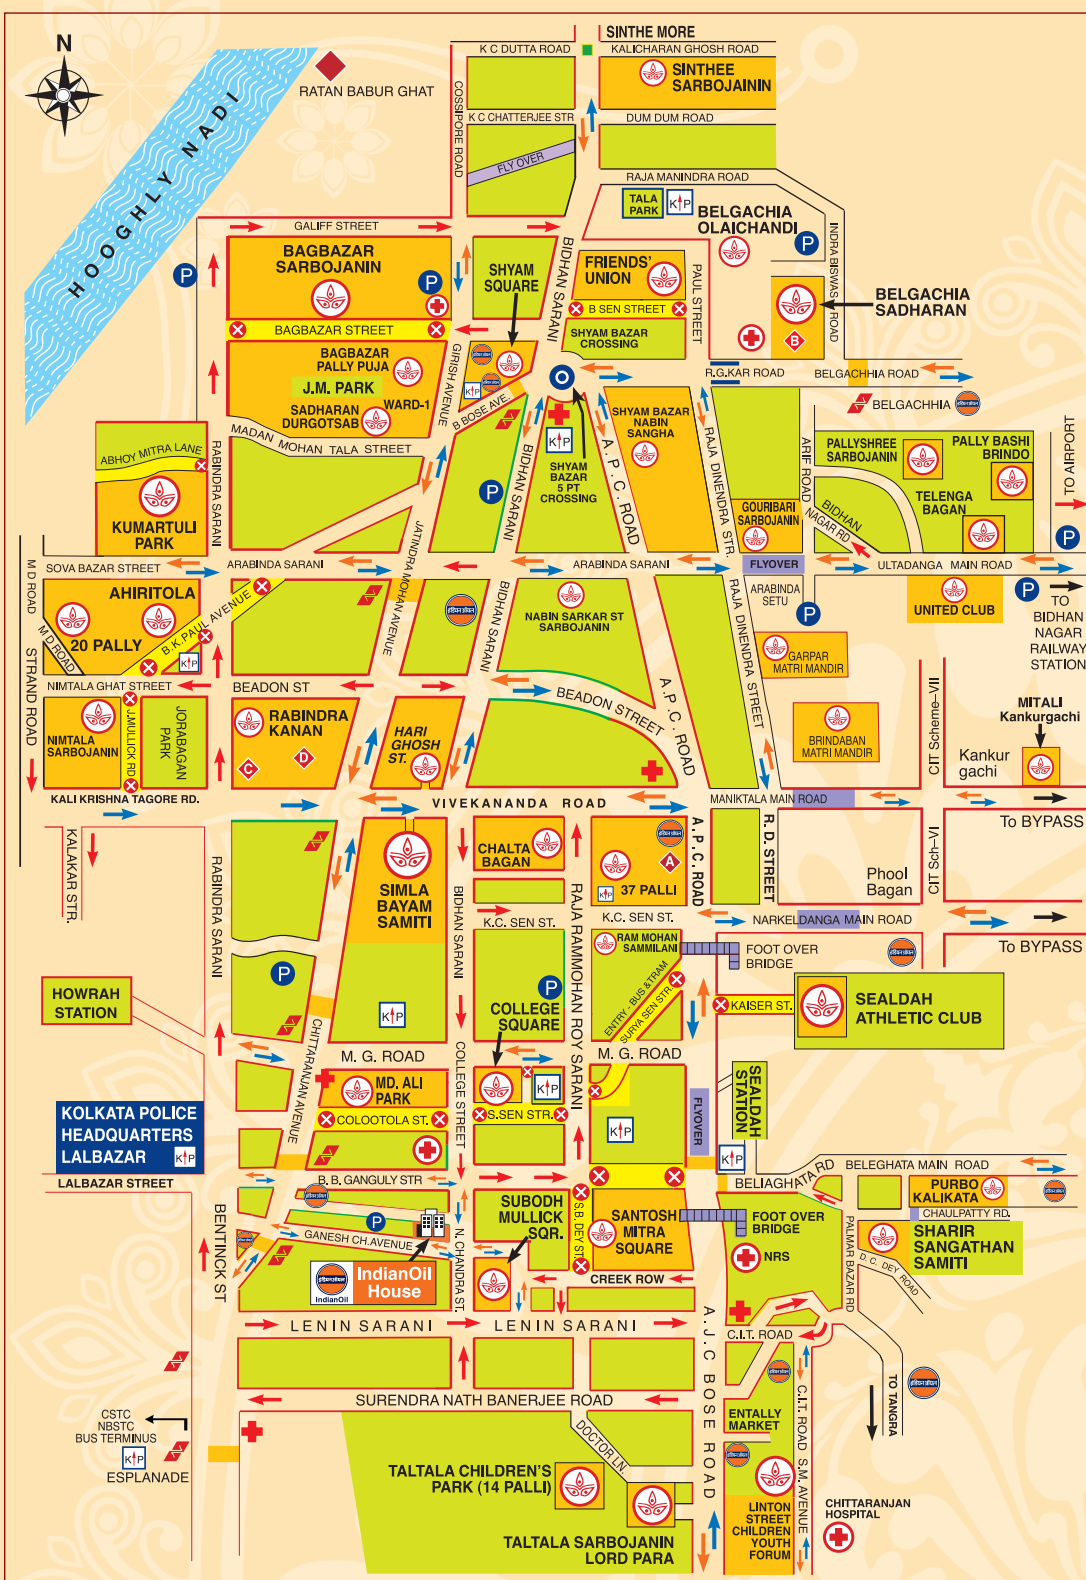 N
HOOGHLY NADI
RATAN BABUR GHAT
SINTHE MORE
K C DUTTA ROAD
KALICHARAN GHOSH ROAD
SINTHEE
SARBOJAININ
COSSIPORE ROAD
K C CHATTERJEE STR
DUM DUM ROAD
FLY OVER
RAJA MANINDRA ROAD
TALA
PARK
K P
BELGACHIA
OLAICHANDI
P
INDRA BISWAS ROAD
GALIFF STREET
BIDHAN SARANI
P
BAGBAZAR
SARBOJANIN
P
SHYAM
SQUARE
FRIENDS'
UNION
PAUL STREET
BELGACHIA
SADHARAN
B
B SEN STREET
BAGBAZAR STREET
SHYAM BAZAR
CROSSING
BAGBAZAR
PALLY PUJA
J.M. PARK
SADHARAN
DURGOTSAB
WARD-1
GIRISH AVENUE
K P
B BOSE AVE.
R.G.KAR ROAD
BELGACHHIA ROAD
BELGACHHIA
MADAN MOHAN TALA STREET
ABHOY MITRA LANE
KUMARTULI
PARK
RABINDRA SARANI
BIDHAN SARANI
P
K P
SHYAM
BAZAR
5 PT
CROSSING
SHYAM BAZAR
NABIN
SANGHA
A.P.C. ROAD
RAJA DINENDRA STR.
ARIF ROAD
PALLYSHREE
SARBOJANIN
PALLY BASHI
BRINDO
TELENGA
BAGAN
TO AIRPORT
GOURIBARI
SARBOJANIN
BIDHAN
NAGAR RD
P
JATINDRA MOHAN AVENUE
M D ROAD
SOVA BAZAR STREET
ARABINDA SARANI
ARABINDA SARANI
FLYOVER
ULTADANGA MAIN ROAD
AHIRITOLA
20 PALLY
M D ROAD
B.K.PAUL AVENUE
K P
BIDHAN SARANI
NABIN SARKAR ST
SARBOJANIN
RAJA DINENDRA STREET
ARABINDA
SETU
P
UNITED CLUB
P
TO
BIDHAN
NAGAR
RAILWAY
STATION
GARPAR
MATRI MANDIR
STRAND ROAD
NIMTALA GHAT STREET
BEADON ST
BEADON STREET
A.P.C. ROAD
NIMTALA
SARBOJANIN
J.MULLICK RD
JORABAGAN
PARK
RABINDRA
KANAN
C
D
HARI
GHOSH
ST.
BRINDABAN
MATRI MANDIR
CIT Scheme-VII
MITALI
Kankurgachi
Kankur
gachi
KALI KRISHNA TAGORE RD.
VIVEKANANDA ROAD
MANIKTALA MAIN ROAD
To BYPASS
KALAKAR STR.
RABINDRA SARANI
SIMLA
BAYAM
SAMITI
CHALTA
BAGAN
BIDHAN SARANI
RAJA RAMMOHAN ROY SARANI
A
37 PALLI
K P
A.P.C. ROAD
R.D.STREET
CIT Sch-VI
Phool
Bagan
K.C. SEN ST.
K.C. SEN ST.
NARKELDANGA MAIN ROAD
To BYPASS
RAM MOHAN
SAMMILANI
FOOT OVER
BRIDGE
P
P
ENTRY - BUS &TRAM
SURYA SEN STR.
KAISER ST.
SEALDAH
ATHLETIC CLUB
HOWRAH
STATION
K P
COLLEGE
SQUARE
CHITTARANJAN AVENUE
M. G. ROAD
M. G. ROAD
COLLEGE STREET
MD. ALI
PARK
COLOOTOLA ST.
K P
S.SEN STR.
K P
FLYOVER
SEALDAH
STATION
K P
KOLKATA POLICE
HEADQUARTERS
LALBAZAR
K P
LALBAZAR STREET
B.B. GANGULY STR
BELIAGHATA RD
BELEGHATA MAIN ROAD
PURBO
KALIKATA
CHAULPATTY RD.
BENTINCK ST
P
GANESH CH.AVENUE
N. CHANDRA ST.
SUBODH
MULLICK
SQR.
S.B. DEY ST.
SANTOSH
MITRA
SQUARE
FOOT OVER
BRIDGE
NRS
PALMAR BAZAR RD
SHARIR
SANGATHAN
SAMITI
D. C. DEY ROAD
IndianOil
IndianOil
House
CREEK ROW
LENIN SARANI
LENIN SARANI
C.I.T. ROAD
A.J.C BOSE ROAD
TO TANGRA
SURENDRA NATH BANERJEE ROAD
C.I.T. ROAD S.M. AVENUE
ENTALLY
MARKET
CSTC
NBSTC
BUS TERMINUS
K P
ESPLANADE
DOCTOR LN.
TALTALA CHILDREN'S
PARK (14 PALLI)
TALTALA SARBOJANIN
LORD PARA
LINTON
STREET
CHILDREN
YOUTH
FORUM
CHITTARANJAN
HOSPITAL